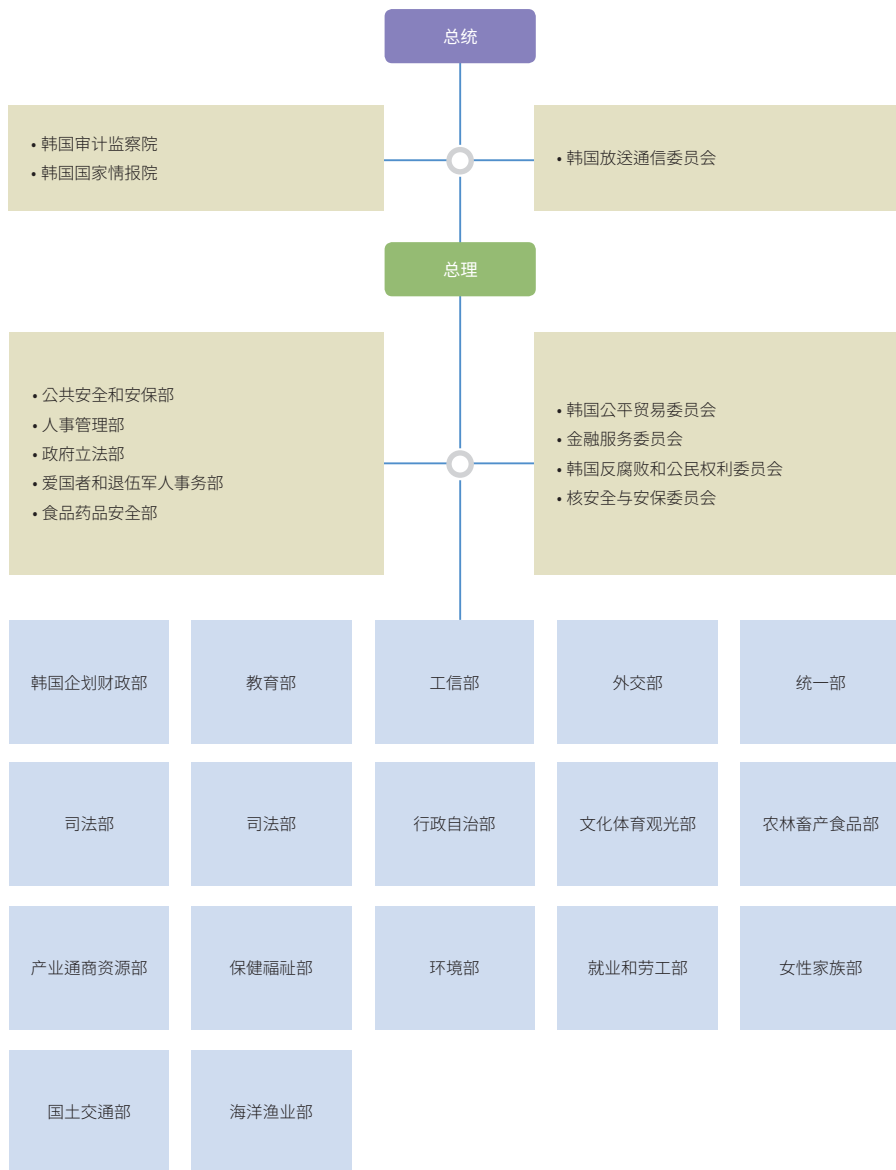 总统
• 韩国审计监察院
• 韩国国家情报院
• 韩国放送通信委员会
总理
• 公共安全和安保部
• 人事管理部
• 政府立法部
• 爱国者和退伍军人事务部
• 食品药品安全部
• 韩国公平贸易委员会
• 金融服务委员会
• 韩国反腐败和公民权利委员会
• 核安全与安保委员会
韩国企划财政部
教育部
工信部
外交部
统一部
司法部
司法部
行政自治部
文化体育观光部
农林畜产食品部
产业通商资源部
保健福祉部
环境部
就业和劳工部
女性家族部
国土交通部
海洋渔业部